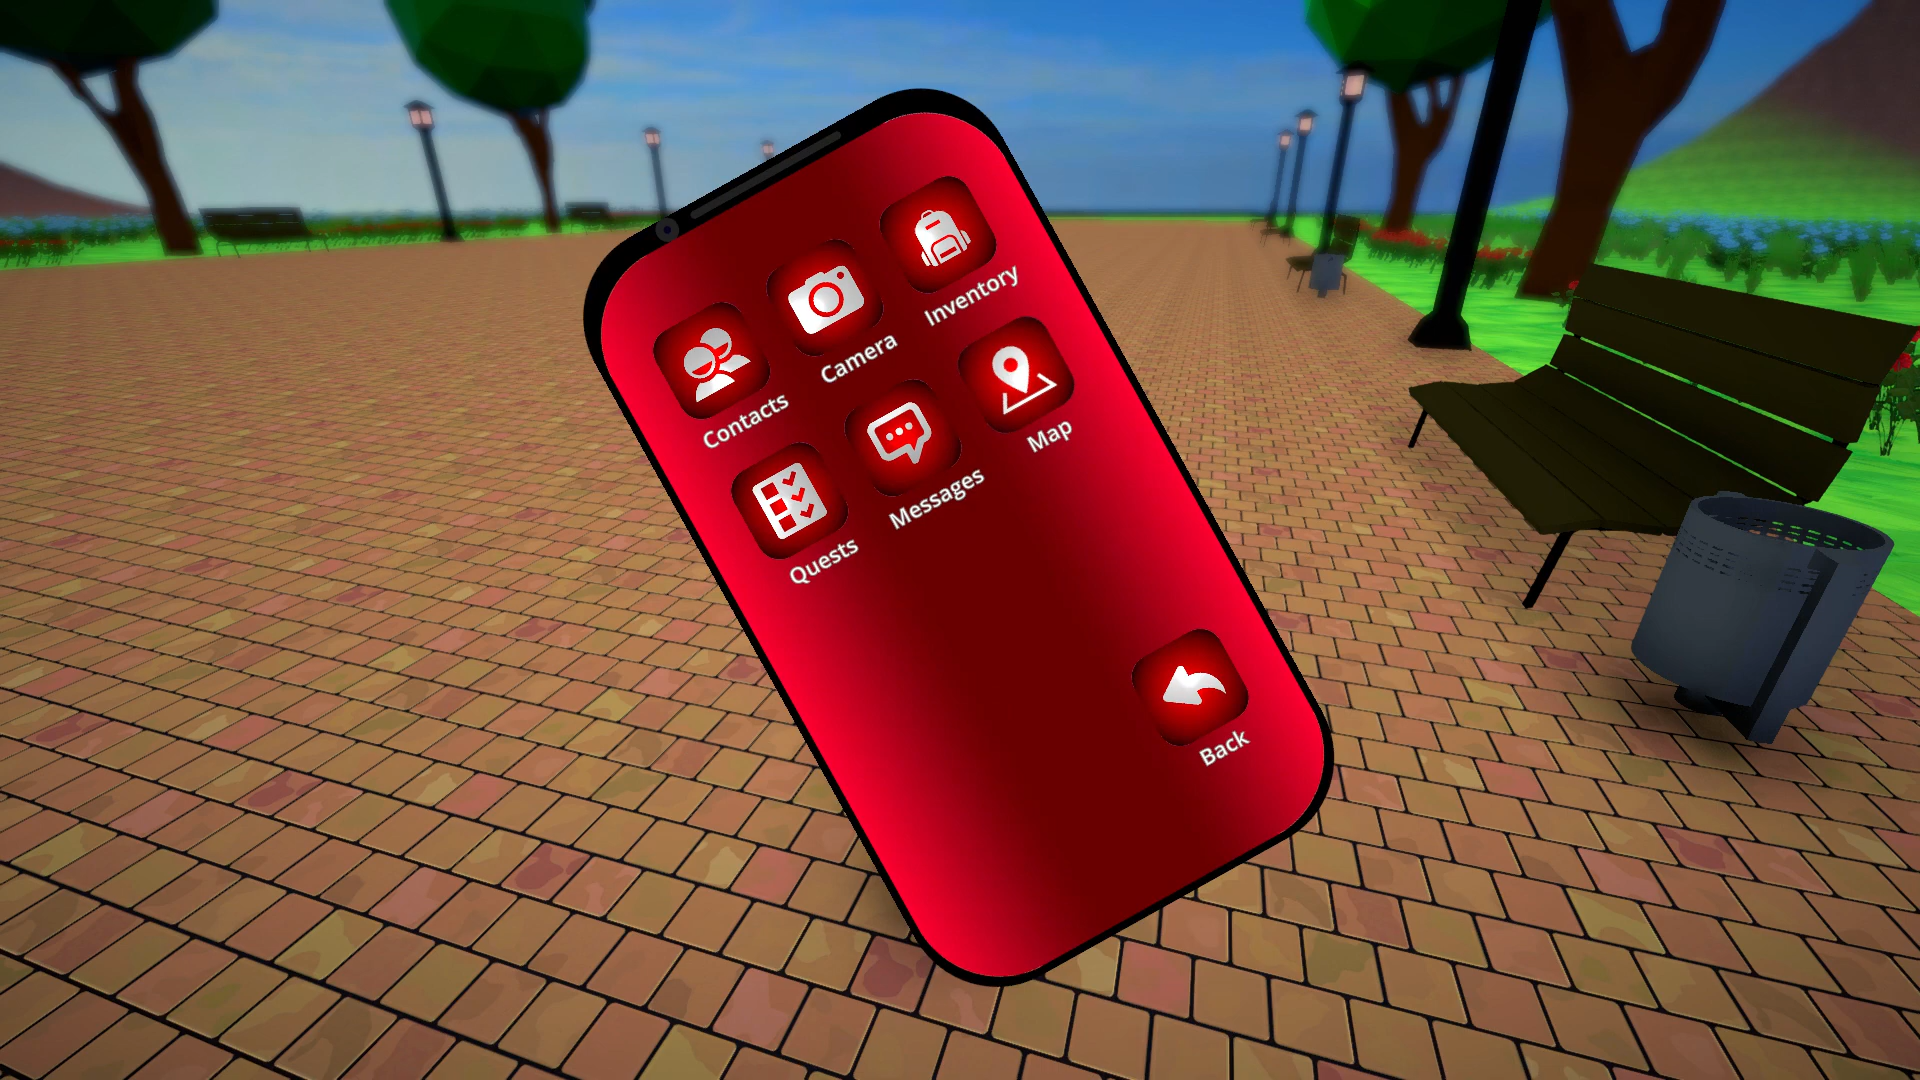 Contacts
Camera
Inventory
Quests
Messages
Map
Back